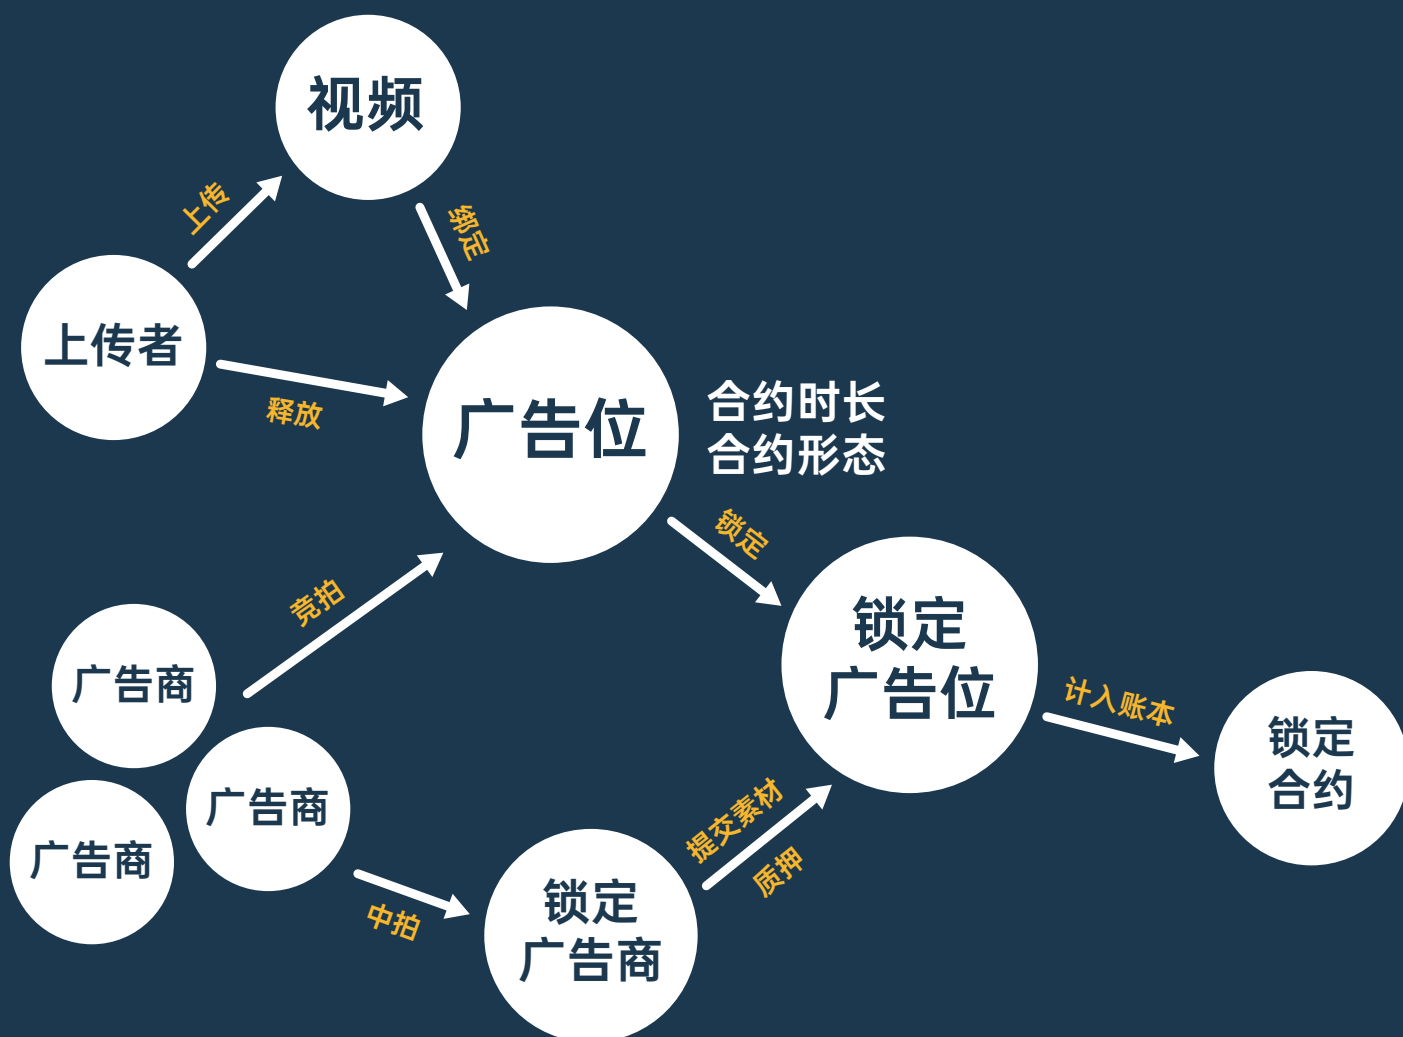 视频
上传
绑定
上传者
释放
广告位
合约时长
合约形态
锁定
竞拍
广告商
广告商
广告商
中拍
锁定
广告商
提交素材
质押
锁定
广告位
计入账本
锁定
合约